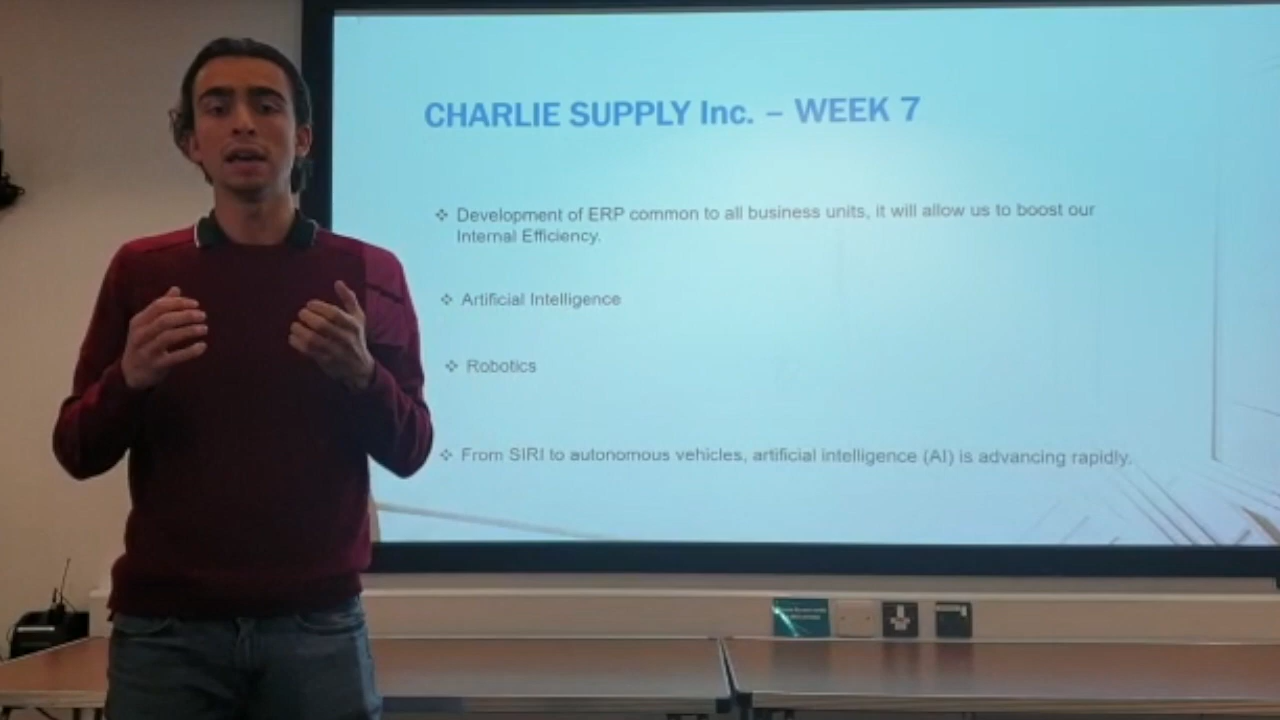 CHARLIE SUPPLY Inc. – WEEK 7
❖ Development of ERP common to all business units, it will allow us to boost our
Internal Efficiency.
❖ Artificial Intelligence
❖ Robotics
❖ From SIRI to autonomous vehicles, artificial intelligence (AI) is advancing rapidly.